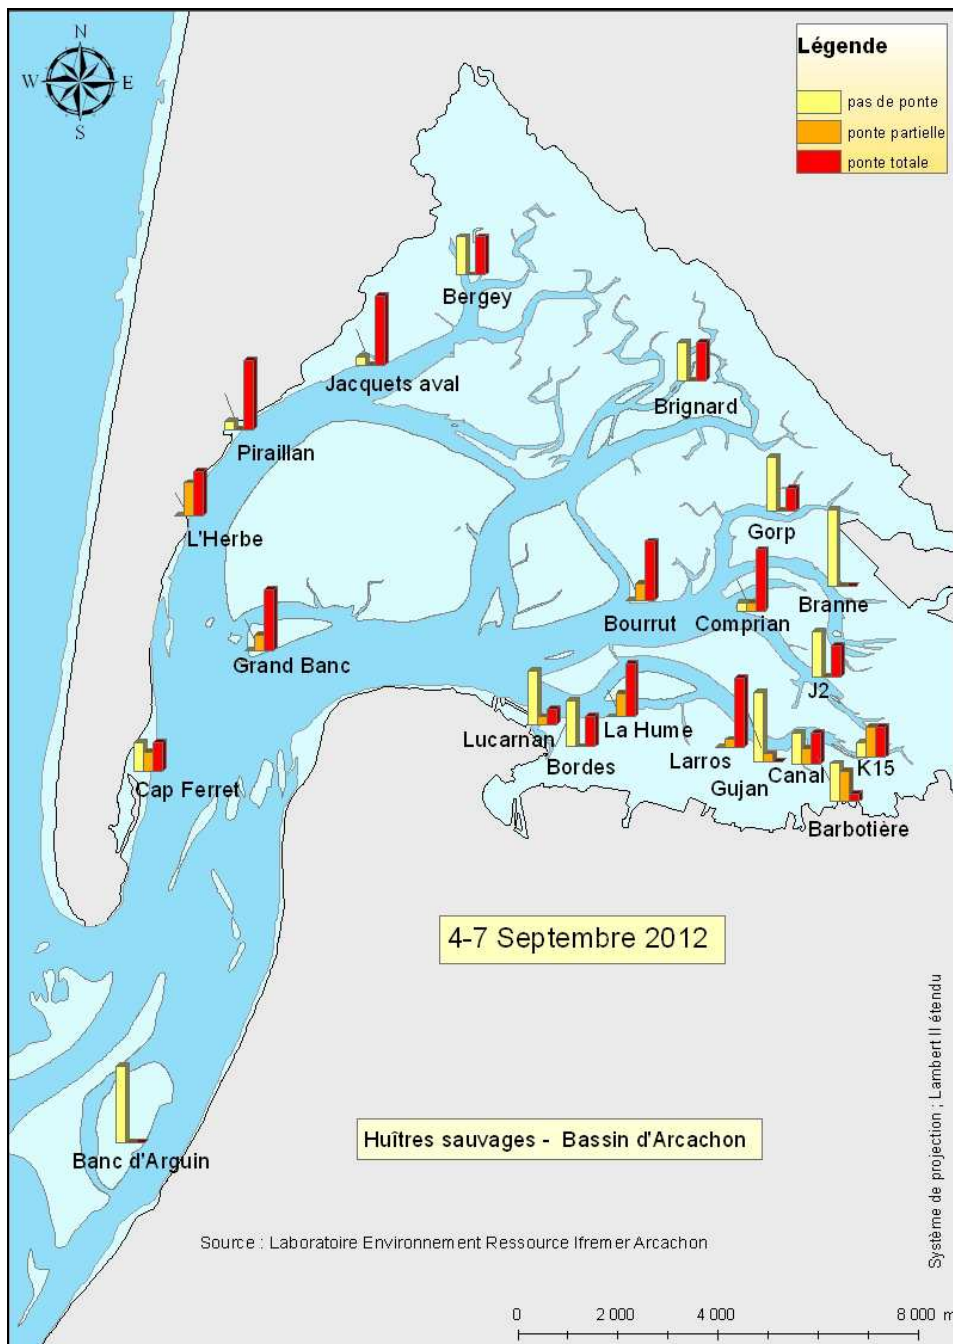 N
W
E
S
Légende
pas de ponte
ponte partielle
ponte totale
Bergey
Jacquets aval
Brignard
Piraillan
L'Herbe
Gorp
Branne
Bourrut
Comprian
Grand Banc
J2
Lucarnan
La Hume
Larros
Bordes
Canal
K15
Gujan
Cap Ferret
Barbotière
4-7 Septembre 2012
Huîtres sauvages - Bassin d'Arcachon
Banc d'Arguin
Système de projection ; Lambert II étendu
Source : Laboratoire Environnement Ressource Ifremer Arcachon
0 2 000 4 000 8 000 m